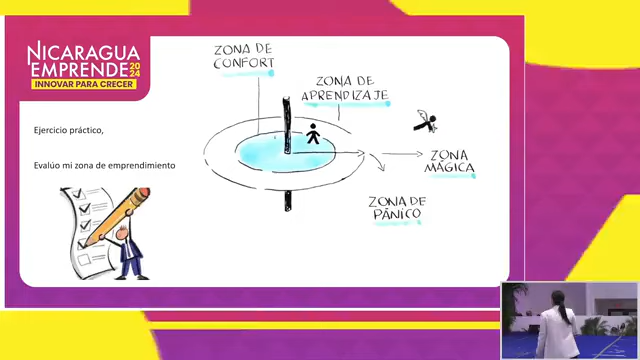 NICARAGUA
EMPRENDE 2024
INNOVAR PARA CRECER
Ejercicio práctico,
Evalúo mi zona de emprendimiento
ZONA DE
CONFORT
ZONA DE
APRENDIZAJE
ZONA
MÁGICA
ZONA DE
PÁNICO